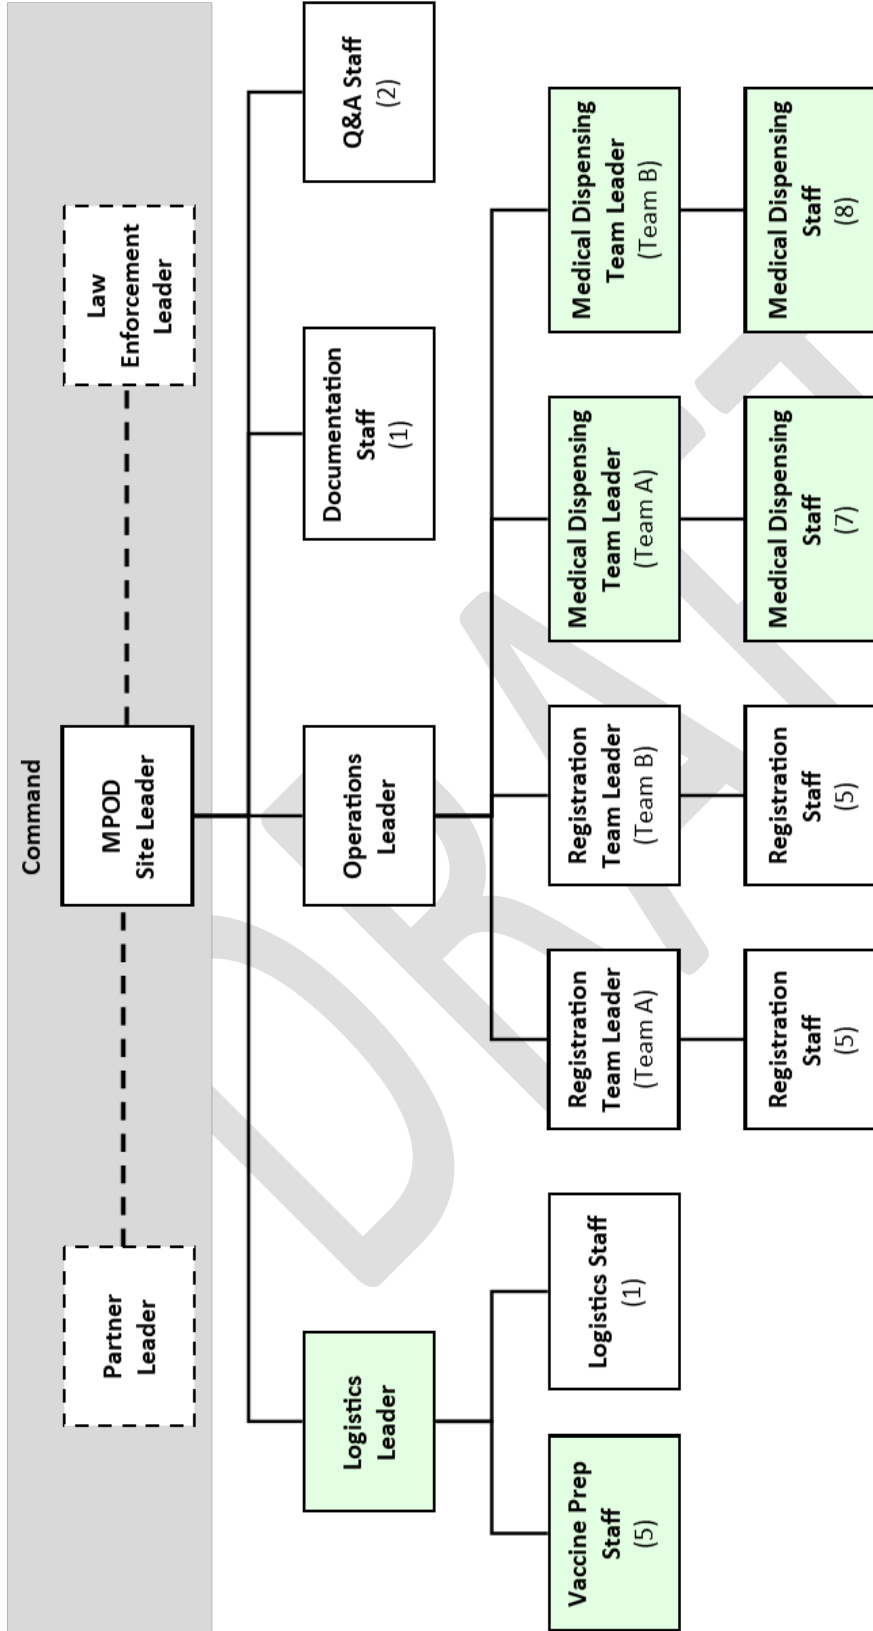 Command
Partner
Leader
MPOD
Site Leader
Law
Enforcement
Leader
Logistics
Leader
Operations
Leader
Documentation
Staff
(1)
Q&A Staff
(2)
Vaccine Prep
Staff
(5)
Logistics Staff
(1)
Registration
Team Leader
(Team A)
Registration
Team Leader
(Team B)
Medical Dispensing
Team Leader
(Team A)
Medical Dispensing
Team Leader
(Team B)
Registration
Staff
(5)
Registration
Staff
(5)
Medical Dispensing
Staff
(7)
Medical Dispensing
Staff
(8)
DRAFT